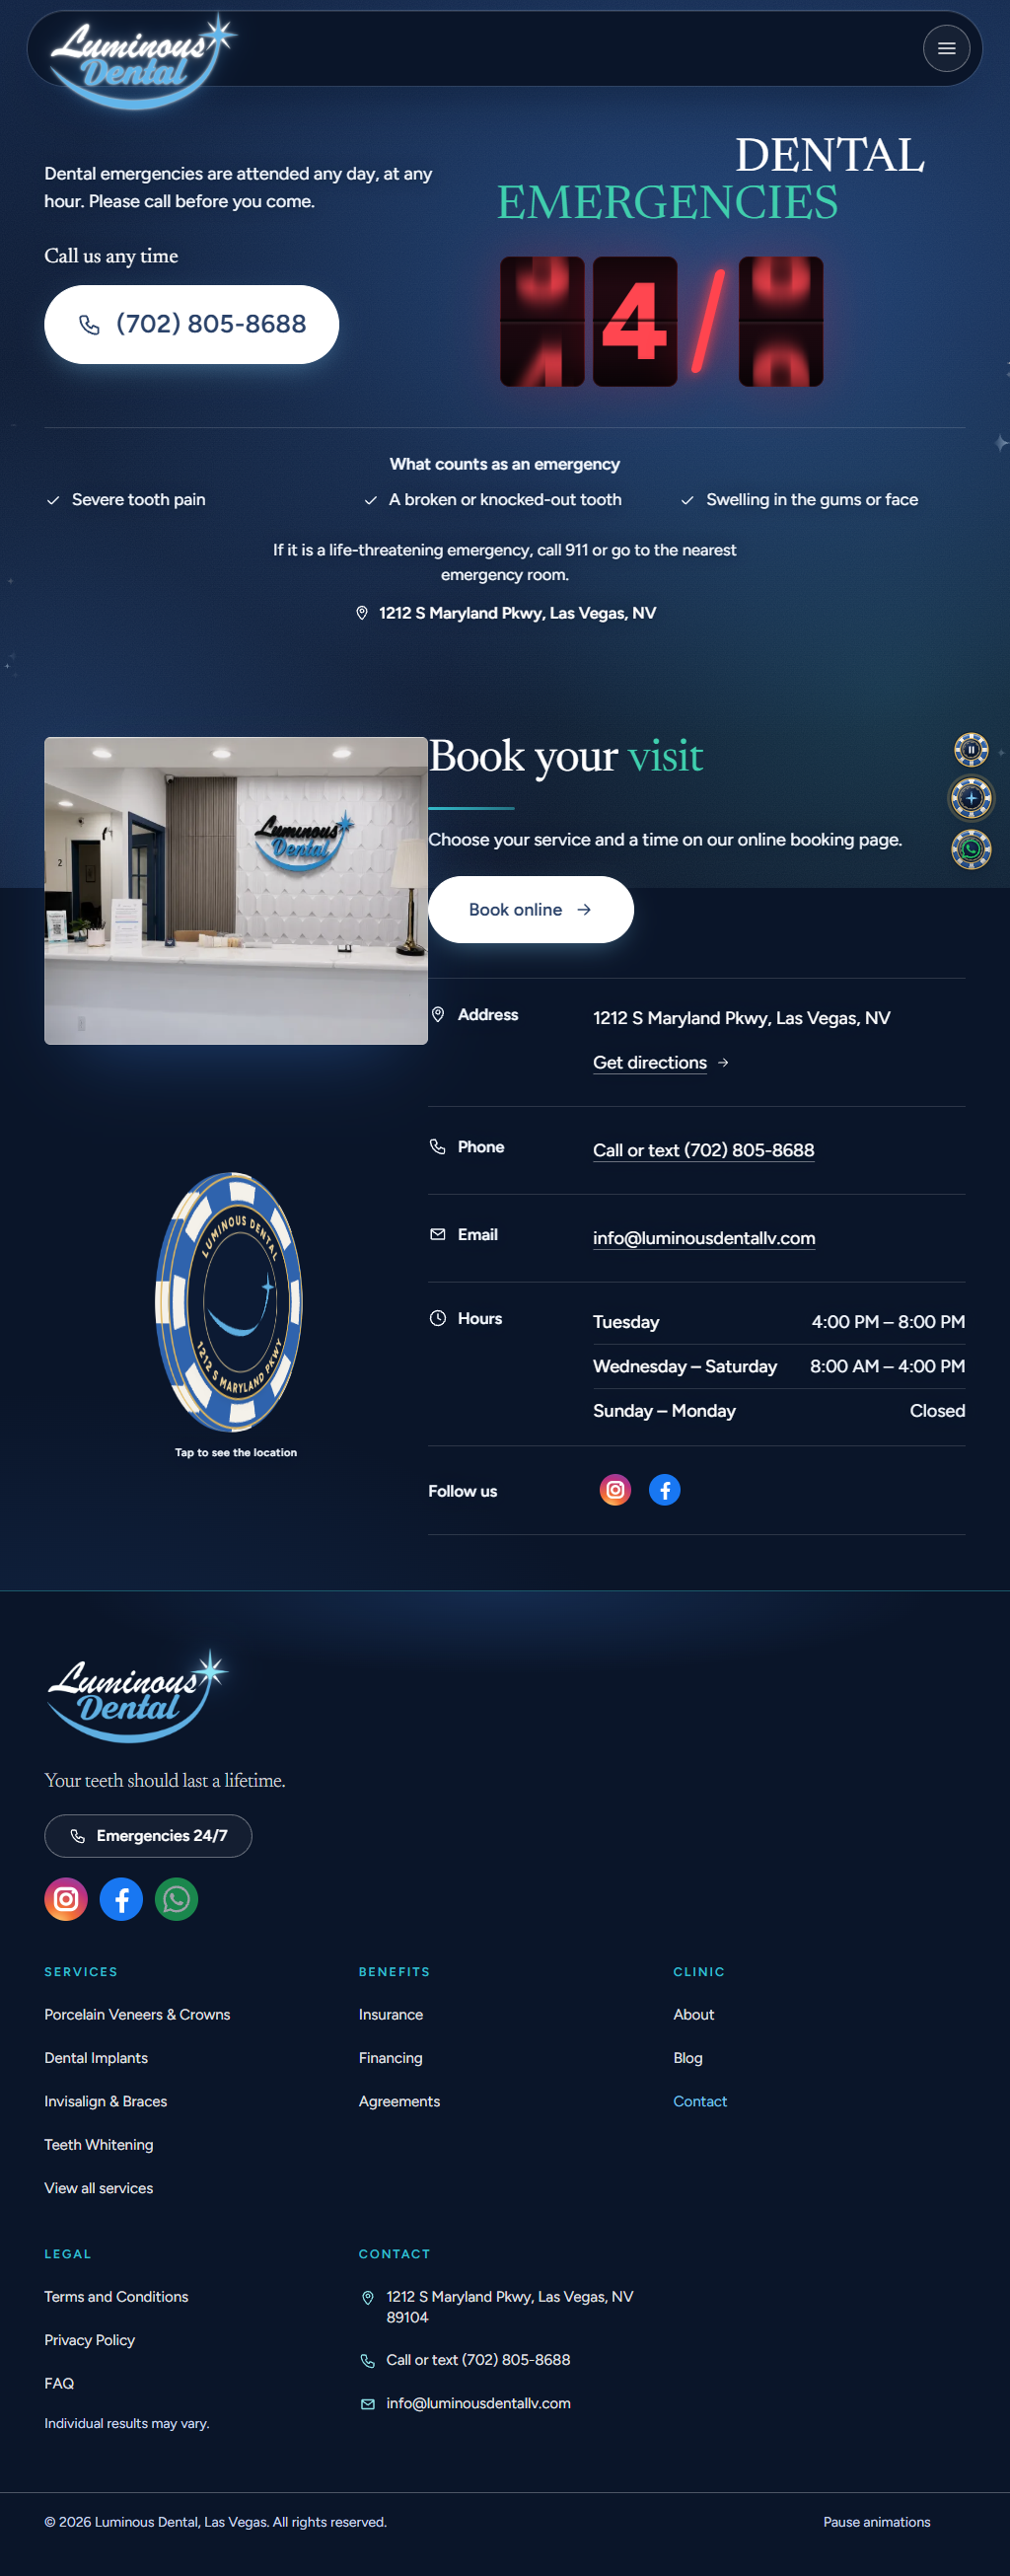 Luminous
Dental
DENTAL
EMERGENCIES
Dental emergencies are attended any day, at any
hour. Please call before you come.
Call us any time
(702) 805-8688
4/
What counts as an emergency
Severe tooth pain
A broken or knocked-out tooth
Swelling in the gums or face
If it is a life-threatening emergency, call 911 or go to the nearest
emergency room.
1212 S Maryland Pkwy, Las Vegas, NV
Luminous
Dental
2
Book your visit
Choose your service and a time on our online booking page.
Book online
Address
1212 S Maryland Pkwy, Las Vegas, NV
Get directions
Phone
Call or text (702) 805-8688
Email
info@luminousdentallv.com
Hours
Tuesday 4:00 PM – 8:00 PM
Wednesday – Saturday 8:00 AM – 4:00 PM
Sunday – Monday Closed
Follow us
LUMINOUS DENTAL
1212 S MARYLAND PKWY
Tap to see the location
Luminous
Dental
Your teeth should last a lifetime.
Emergencies 24/7
SERVICES
Porcelain Veneers & Crowns
Dental Implants
Invisalign & Braces
Teeth Whitening
View all services
BENEFITS
Insurance
Financing
Agreements
CLINIC
About
Blog
Contact
LEGAL
Terms and Conditions
Privacy Policy
FAQ
Individual results may vary.
CONTACT
1212 S Maryland Pkwy, Las Vegas, NV
89104
Call or text (702) 805-8688
info@luminousdentallv.com
© 2026 Luminous Dental, Las Vegas. All rights reserved.
Pause animations